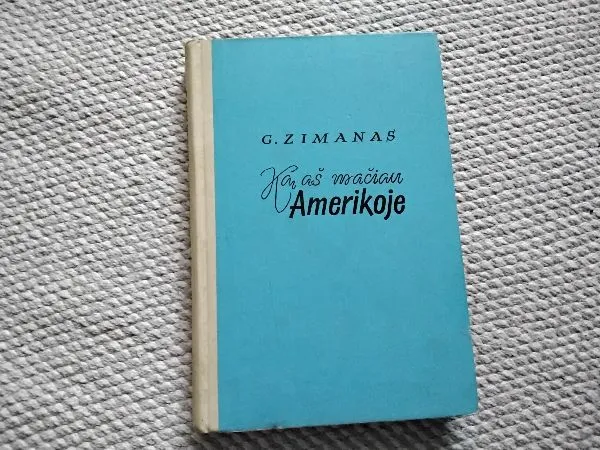 G. ZIMANAS
Ką aš mačiau
Amerikoje